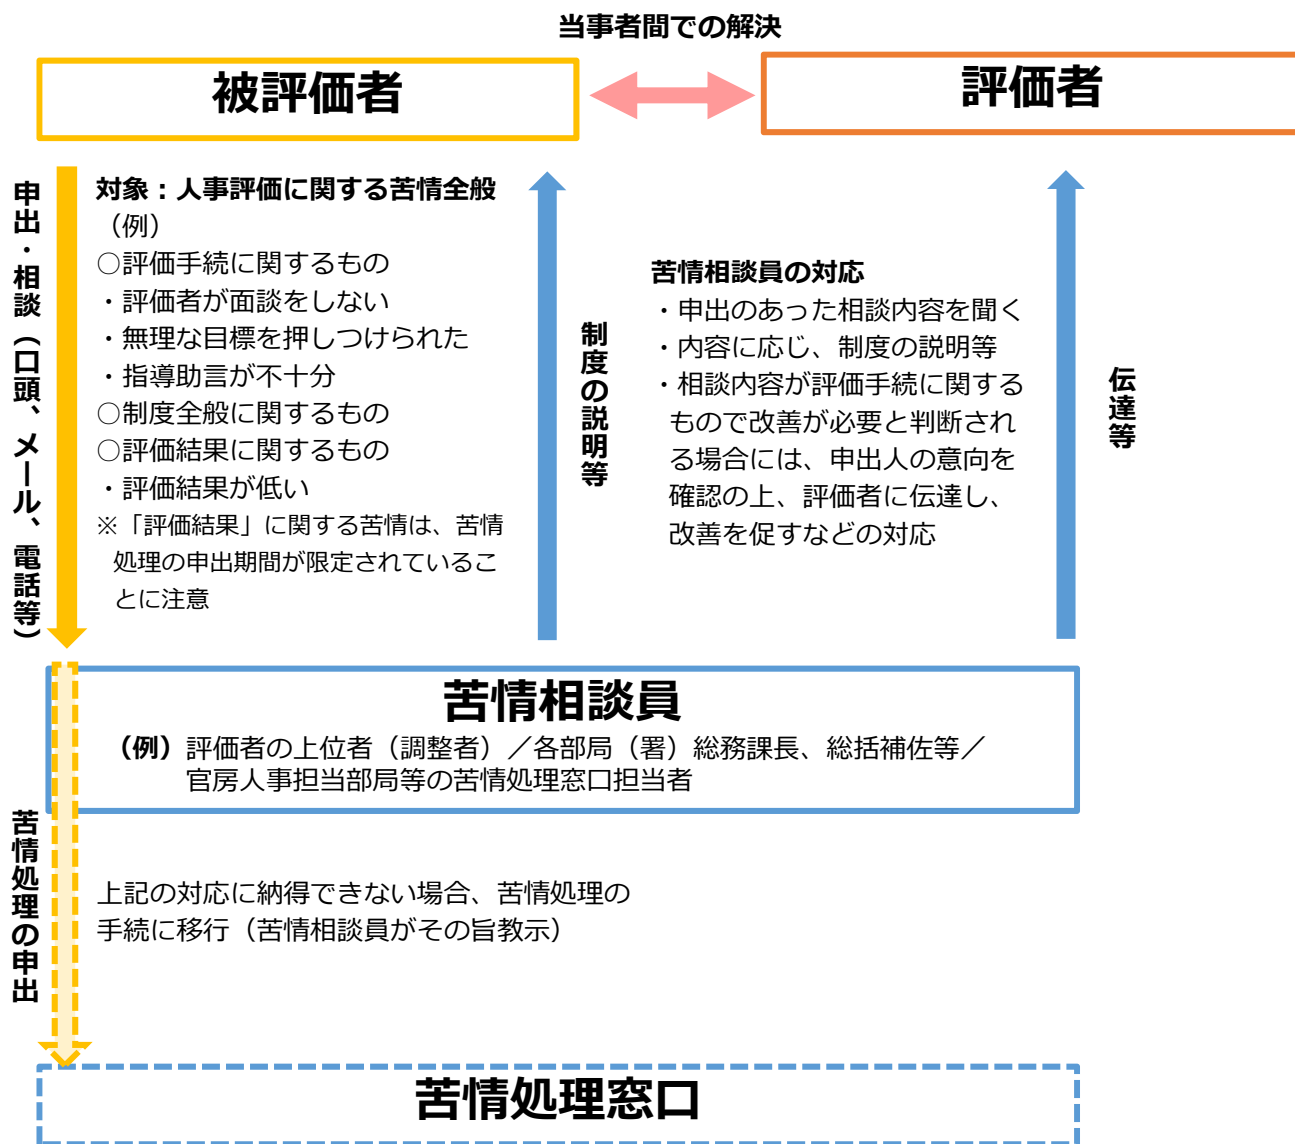 当事者間での解決
被評価者
評価者
申出・相談（口頭、メール、電話等）
対象：人事評価に関する苦情全般
（例）
○評価手続に関するもの
・評価者が面談をしない
・無理な目標を押しつけられた
・指導助言が不十分
○制度全般に関するもの
○評価結果に関するもの
・評価結果が低い
※「評価結果」に関する苦情は、苦情
処理の申出期間が限定されているこ
とに注意
制度の説明等
苦情相談員の対応
・申出のあった相談内容を聞く
・内容に応じ、制度の説明等
・相談内容が評価手続に関する
もので改善が必要と判断され
る場合には、申出人の意向を
確認の上、評価者に伝達し、
改善を促すなどの対応
伝達等
苦情相談員
（例）評価者の上位者（調整者）／各部局（署）総務課長、総括補佐等／
官房人事担当部局等の苦情処理窓口担当者
苦情処理の申出
上記の対応に納得できない場合、苦情処理の
手続に移行（苦情相談員がその旨教示）
苦情処理窓口